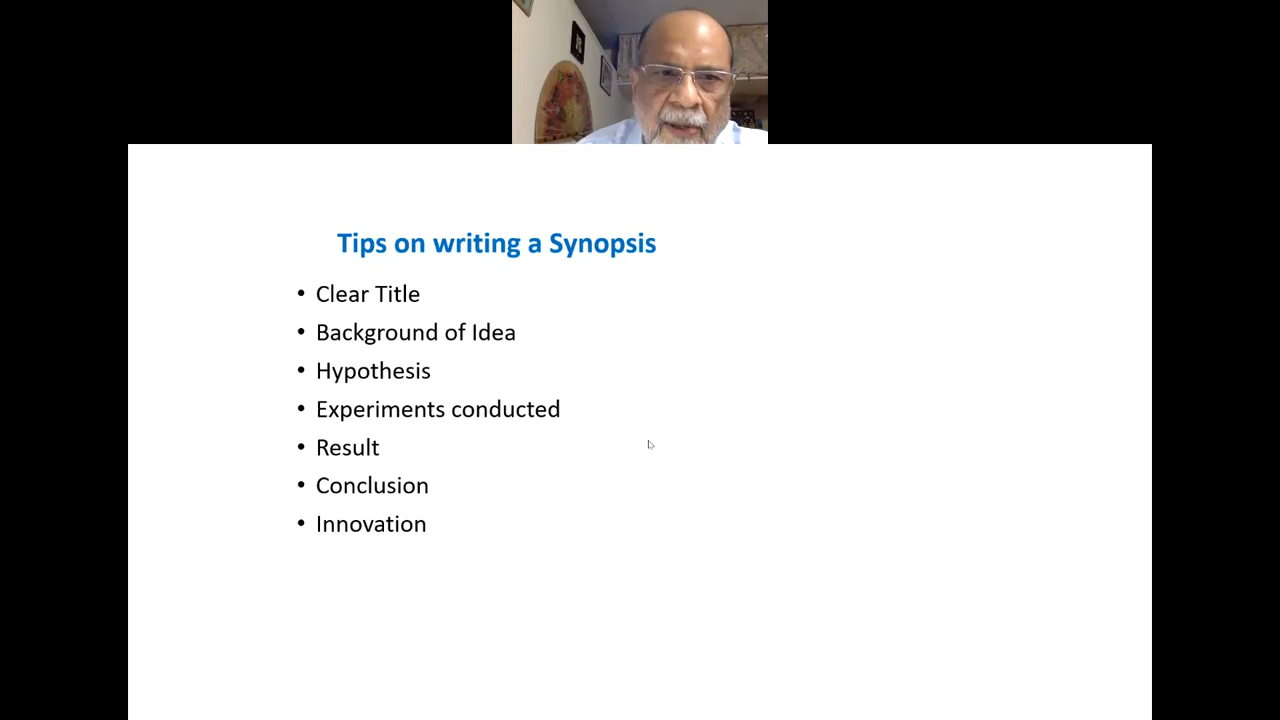 Tips on writing a Synopsis
• Clear Title
• Background of Idea
• Hypothesis
• Experiments conducted
• Result
• Conclusion
• Innovation